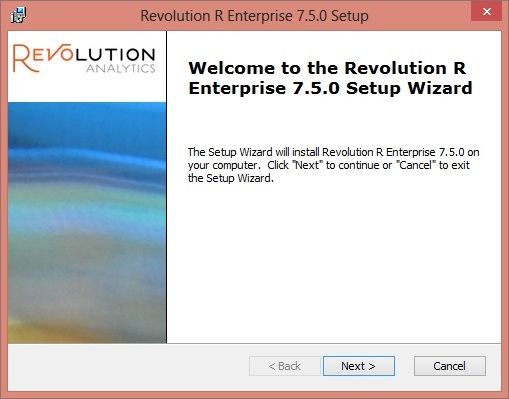 Revolution R Enterprise 7.5.0 Setup
REVOLUTION
ANALYTICS
Welcome to the Revolution R
Enterprise 7.5.0 Setup Wizard
The Setup Wizard will install Revolution R Enterprise 7.5.0 on
your computer. Click "Next" to continue or "Cancel" to exit
the Setup Wizard.
< Back
Next >
Cancel